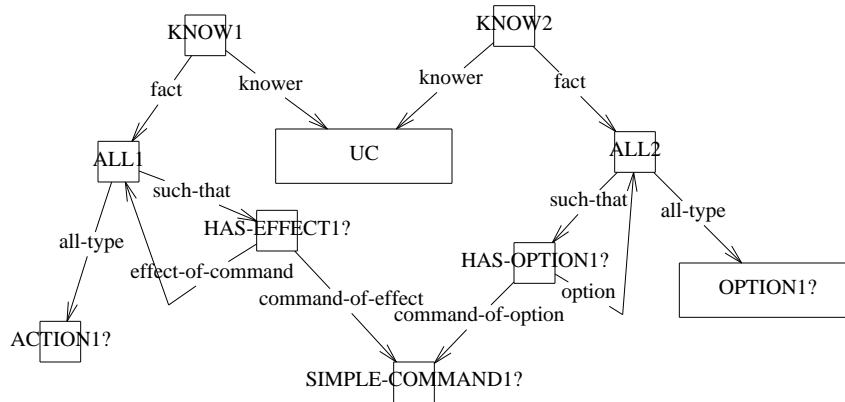 KNOW1
KNOW2
fact
knower
knower
fact
ALL1
UC
ALL2
such-that
such-that
all-type
all-type
HAS-EFFECT1?
HAS-OPTION1?
effect-of-command
option
OPTION1?
command-of-effect
command-of-option
ACTION1?
SIMPLE-COMMAND1?